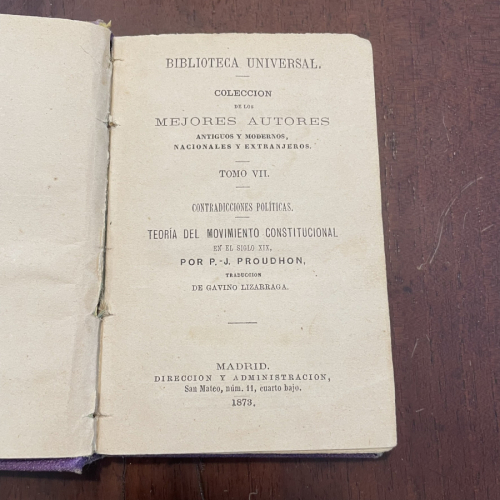 BIBLIOTECA UNIVERSAL.
COLECCION
DE LOS
MEJORES AUTORES
ANTIGUOS Y MODERNOS,
NACIONALES Y EXTRANJEROS.
TOMO VII.
CONTRADICCIONES POLÍTICAS.
TEORÍA DEL MOVIMIENTO CONSTITUCIONAL
EN EL SIGLO XIX,
POR P.-J. PROUDHON,
TRADUCCION
DE GAVINO LIZARRAGA.
MADRID.
DIRECCION Y ADMINISTRACION,
San Mateo, núm. 11, cuarto bajo.
1873.